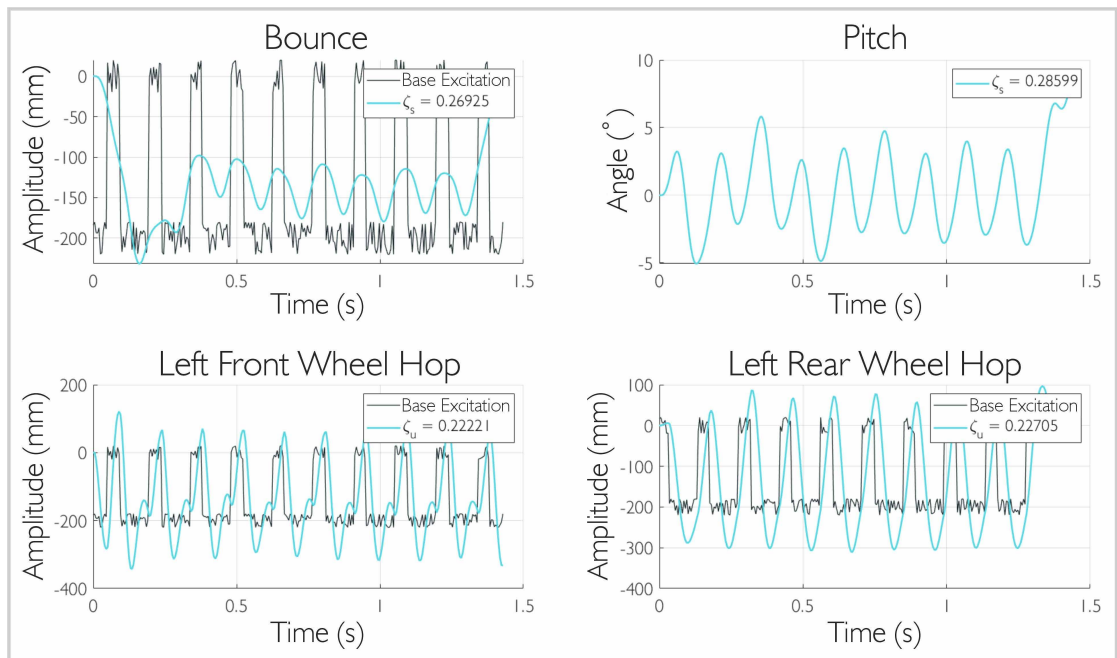 Bounce
Amplitude (mm)
0
-50
-100
-150
-200
Base Excitation
ζs = 0.26925
0
0.5
1
1.5
Time (s)
Pitch
Angle (°)
10
5
0
-5
ζs = 0.28599
0
0.5
1
1.5
Time (s)
Left Front Wheel Hop
Amplitude (mm)
200
0
-200
-400
Base Excitation
ζu = 0.22221
0
0.5
1
1.5
Time (s)
Left Rear Wheel Hop
Amplitude (mm)
100
0
-100
-200
-300
-400
Base Excitation
ζu = 0.22705
0
0.5
1
1.5
Time (s)